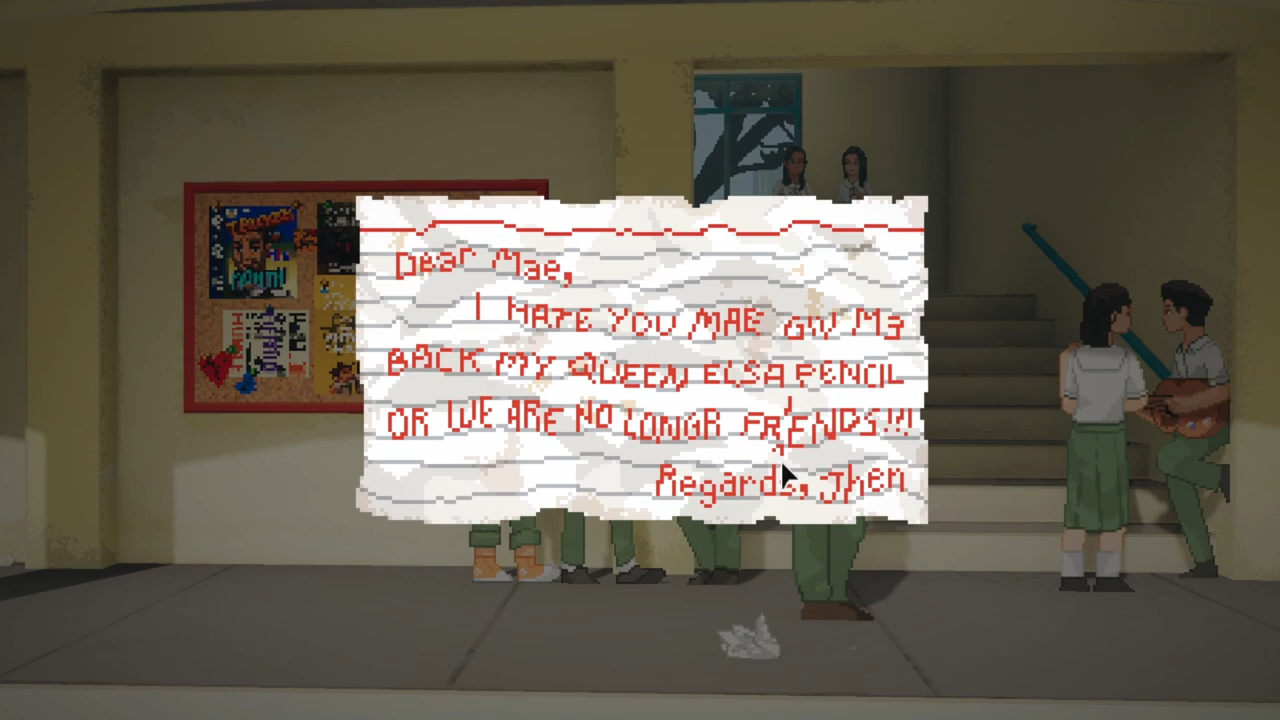 Dear Mae,
I HATE YOU MAE GIV ME
BACK MY QUEEN ELSA PENCIL
OR WE ARE NO LONGR FRiENDS!!!
Regards, Jhen